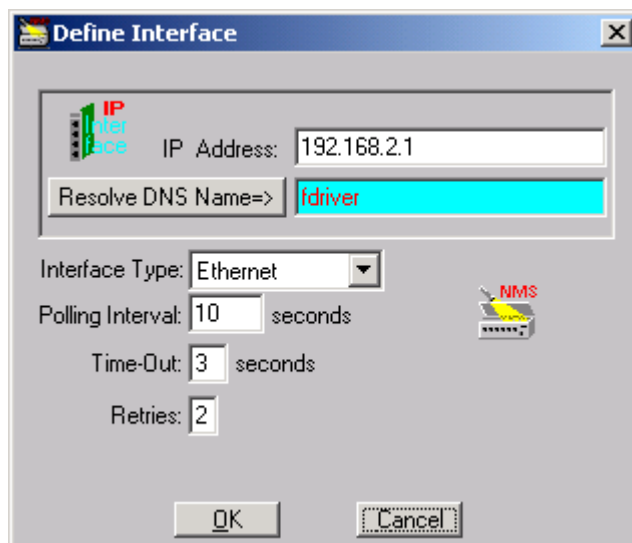 Define Interface
IP
Inter
face
IP Address: 192.168.2.1
Resolve DNS Name=> fdriver
Interface Type: Ethernet
Polling Interval: 10 seconds
NMS
Time-Out: 3 seconds
Retries: 2
OK Cancel